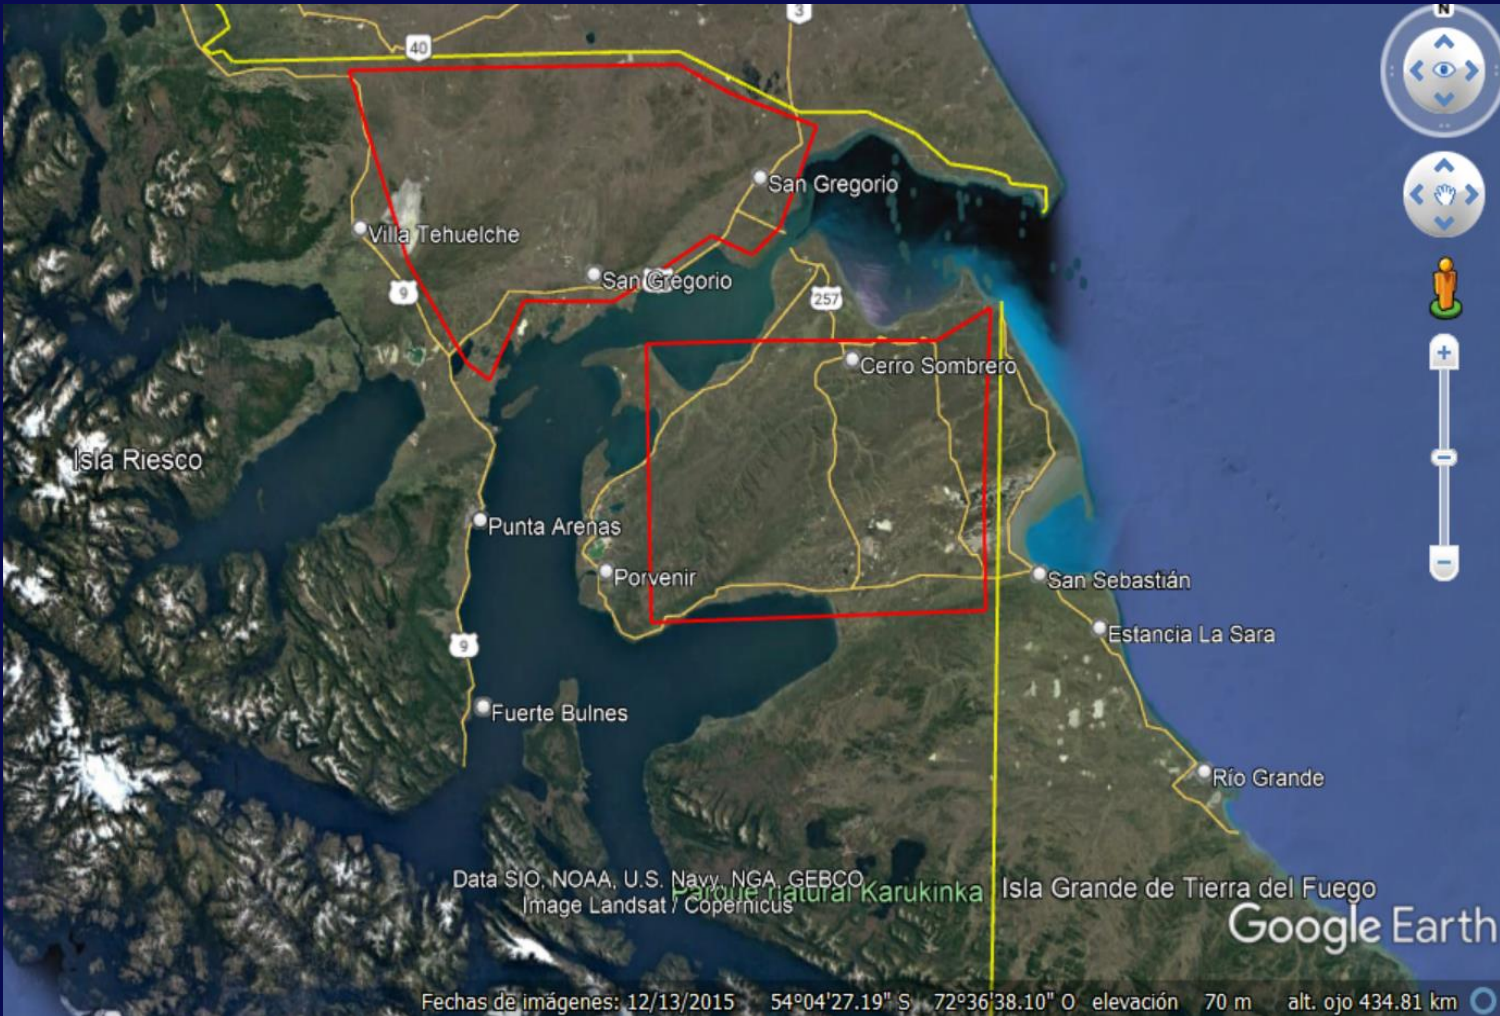 N
3
40
San Gregorio
Villa Tehuelche
San Gregorio
9
257
Cerro Sombrero
Isla Riesco
Punta Arenas
Porvenir
San Sebastián
Estancia La Sara
9
Fuerte Bulnes
Río Grande
Data SIO, NOAA, U.S. Navy, NGA, GEBCO
Parque natural Karukinka
Isla Grande de Tierra del Fuego
Image Landsat / Copernicus
Google Earth
Fechas de imágenes: 12/13/2015 54°04'27.19" S 72°36'38.10" O elevación 70 m alt. ojo 434.81 km